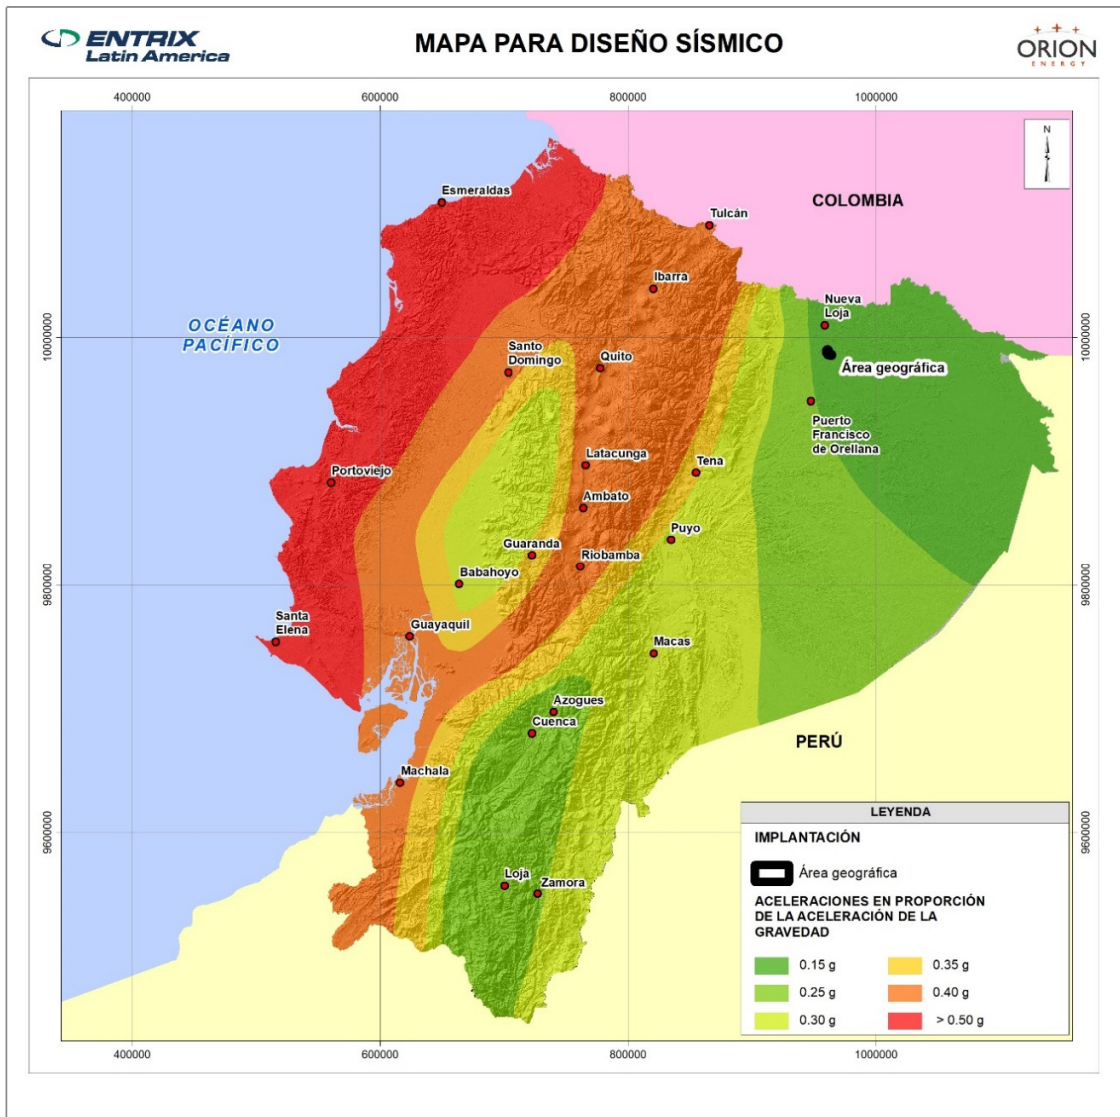 ENTRIX
Latin America
MAPA PARA DISEÑO SÍSMICO
ORION
ENERGY
400000
600000
800000
1000000
N
COLOMBIA
Esmeraldas
Tulcán
Ibarra
Nueva
Loja
OCÉANO
PACÍFICO
10000000
10000000
Santo
Domingo
Quito
Área geográfica
Puerto
Francisco
de Orellana
Latacunga
Tena
Portoviejo
Ambato
Puyo
Guaranda
Riobamba
Babahoyo
9800000
9800000
Santa
Elena
Guayaquil
Macas
Azogues
Cuenca
PERÚ
Machala
9600000
9600000
Loja
Zamora
LEYENDA
IMPLANTACIÓN
Área geográfica
ACELERACIONES EN PROPORCIÓN
DE LA ACELERACIÓN DE LA
GRAVEDAD
0.15 g
0.35 g
0.25 g
0.40 g
0.30 g
> 0.50 g
400000
600000
800000
1000000